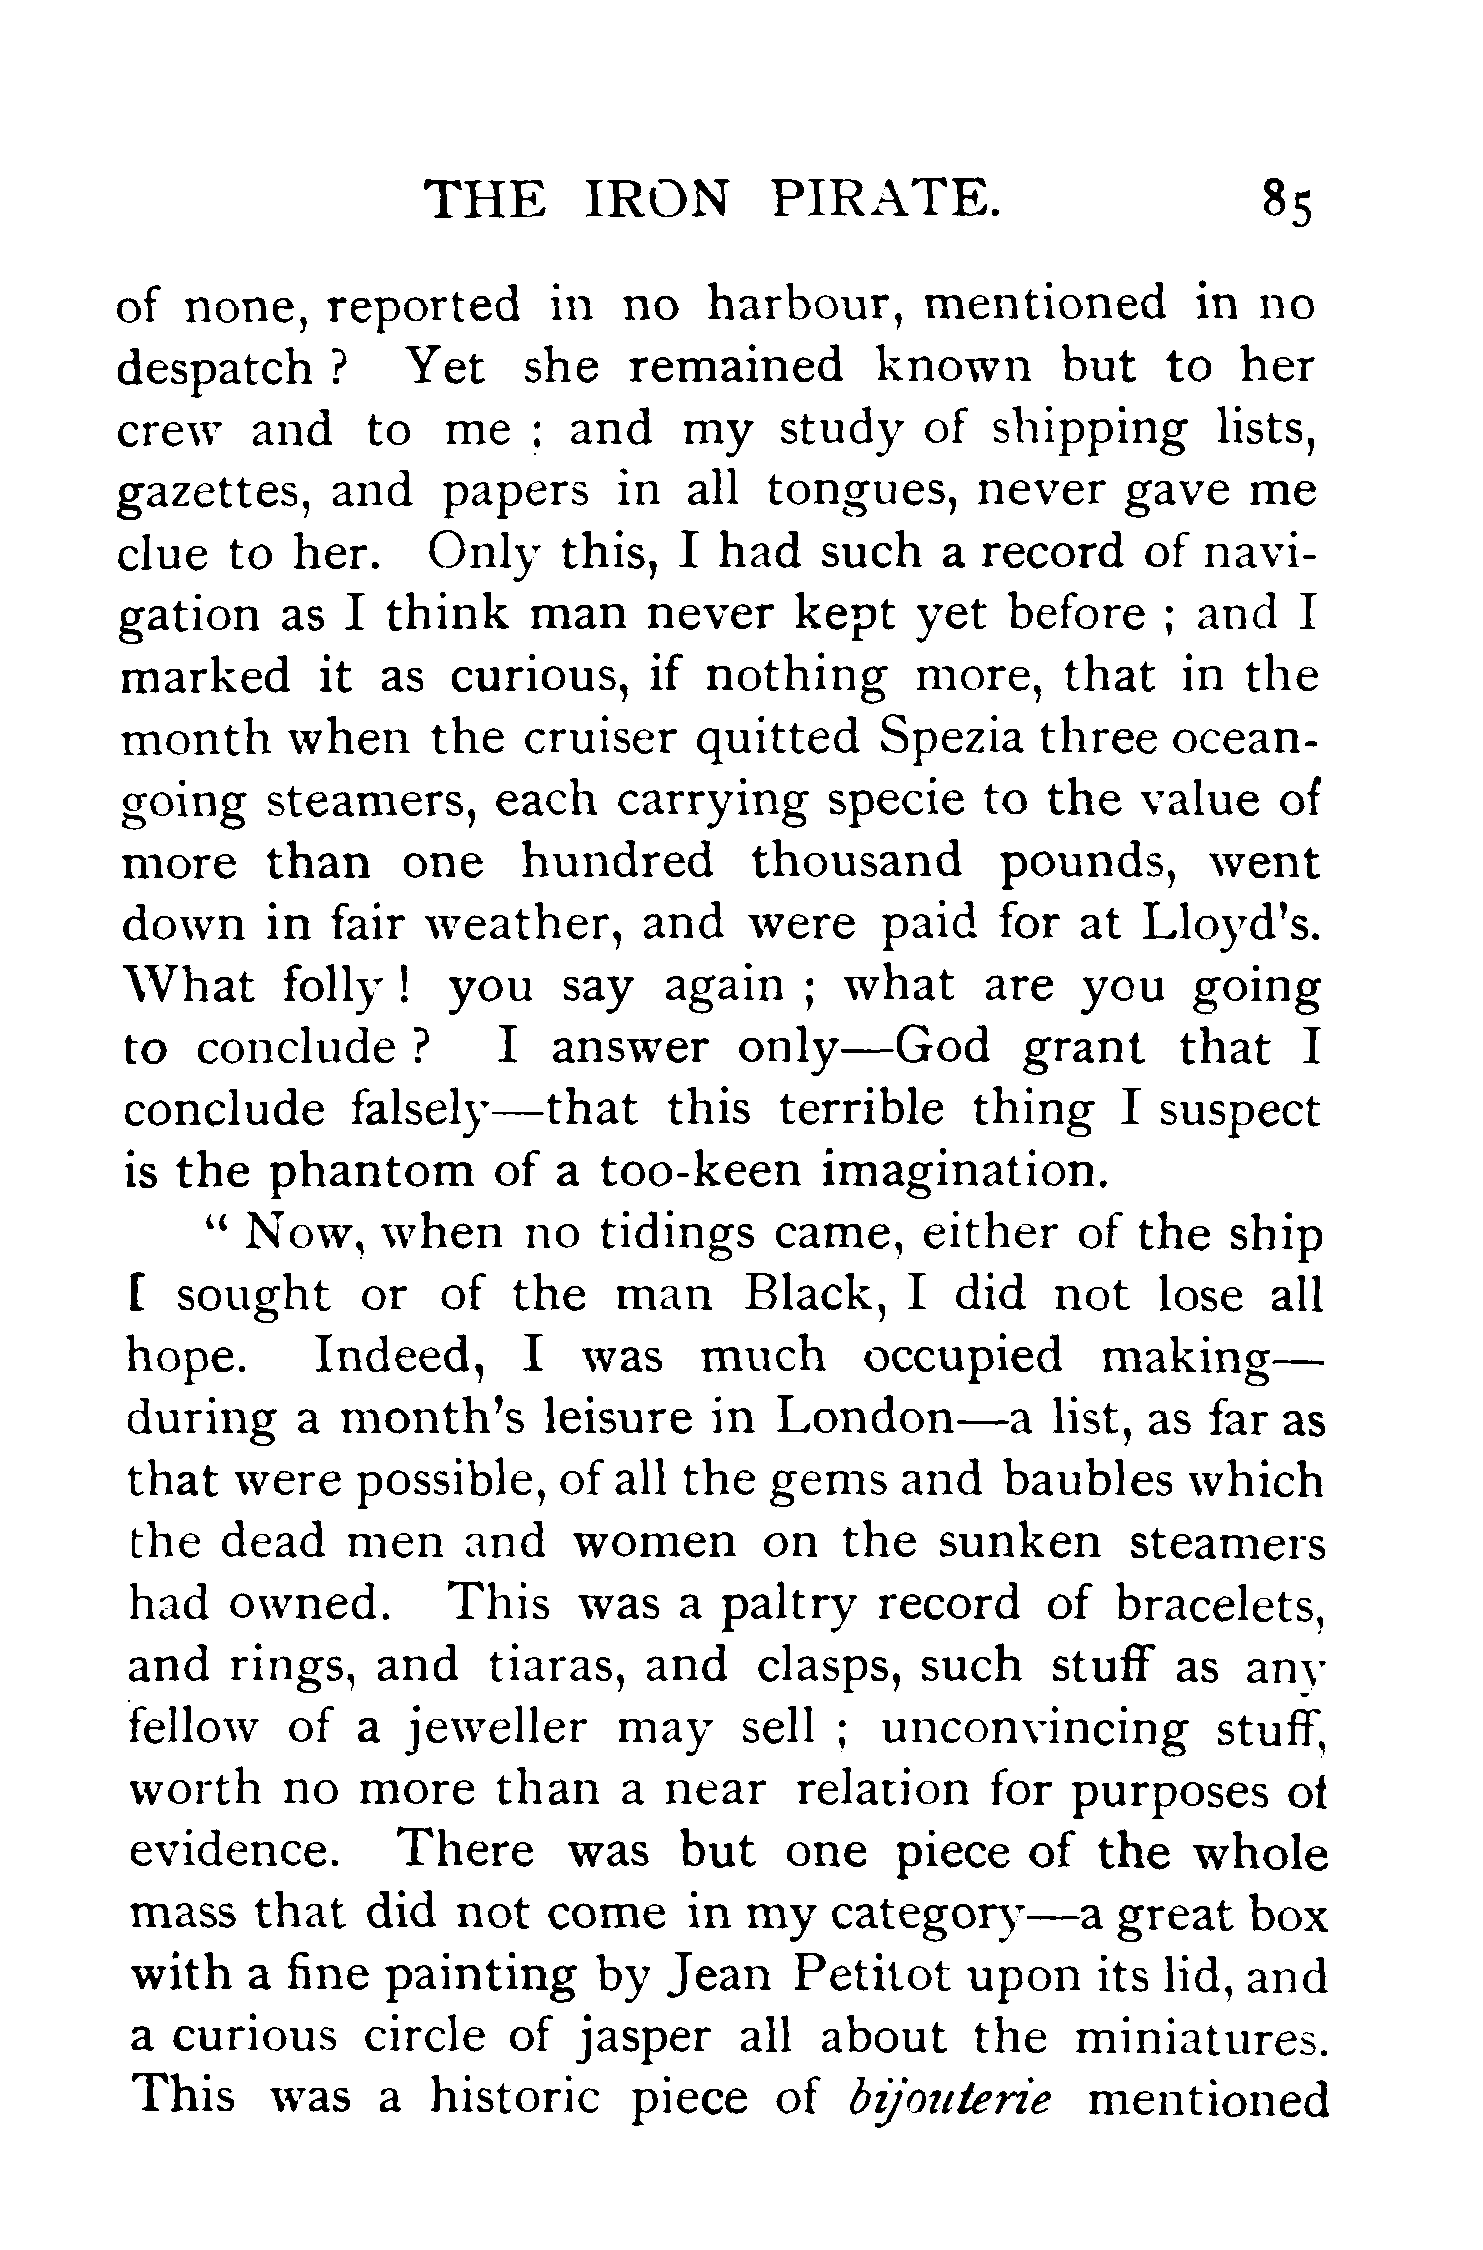 THE IRON PIRATE. 85
of none, reported in no harbour, mentioned in no
despatch ? Yet she remained known but to her
crew and to me ; and my study of shipping lists,
gazettes, and papers in all tongues, never gave me
clue to her. Only this, I had such a record of navi-
gation as I think man never kept yet before ; and I
marked it as curious, if nothing more, that in the
month when the cruiser quitted Spezia three ocean-
going steamers, each carrying specie to the value of
more than one hundred thousand pounds, went
down in fair weather, and were paid for at Lloyd's.
What folly ! you say again ; what are you going
to conclude ? I answer only—God grant that I
conclude falsely—that this terrible thing I suspect
is the phantom of a too-keen imagination.
“ Now, when no tidings came, either of the ship
I sought or of the man Black, I did not lose all
hope. Indeed, I was much occupied making—
during a month's leisure in London—a list, as far as
that were possible, of all the gems and baubles which
the dead men and women on the sunken steamers
had owned. This was a paltry record of bracelets,
and rings, and tiaras, and clasps, such stuff as any
fellow of a jeweller may sell ; unconvincing stuff,
worth no more than a near relation for purposes of
evidence. There was but one piece of the whole
mass that did not come in my category—a great box
with a fine painting by Jean Petitot upon its lid, and
a curious circle of jasper all about the miniatures.
This was a historic piece of bijouterie mentioned